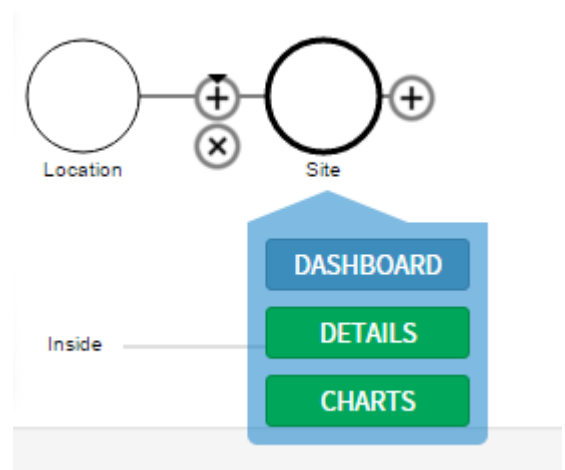 Location
Site
DASHBOARD
Inside
DETAILS
CHARTS